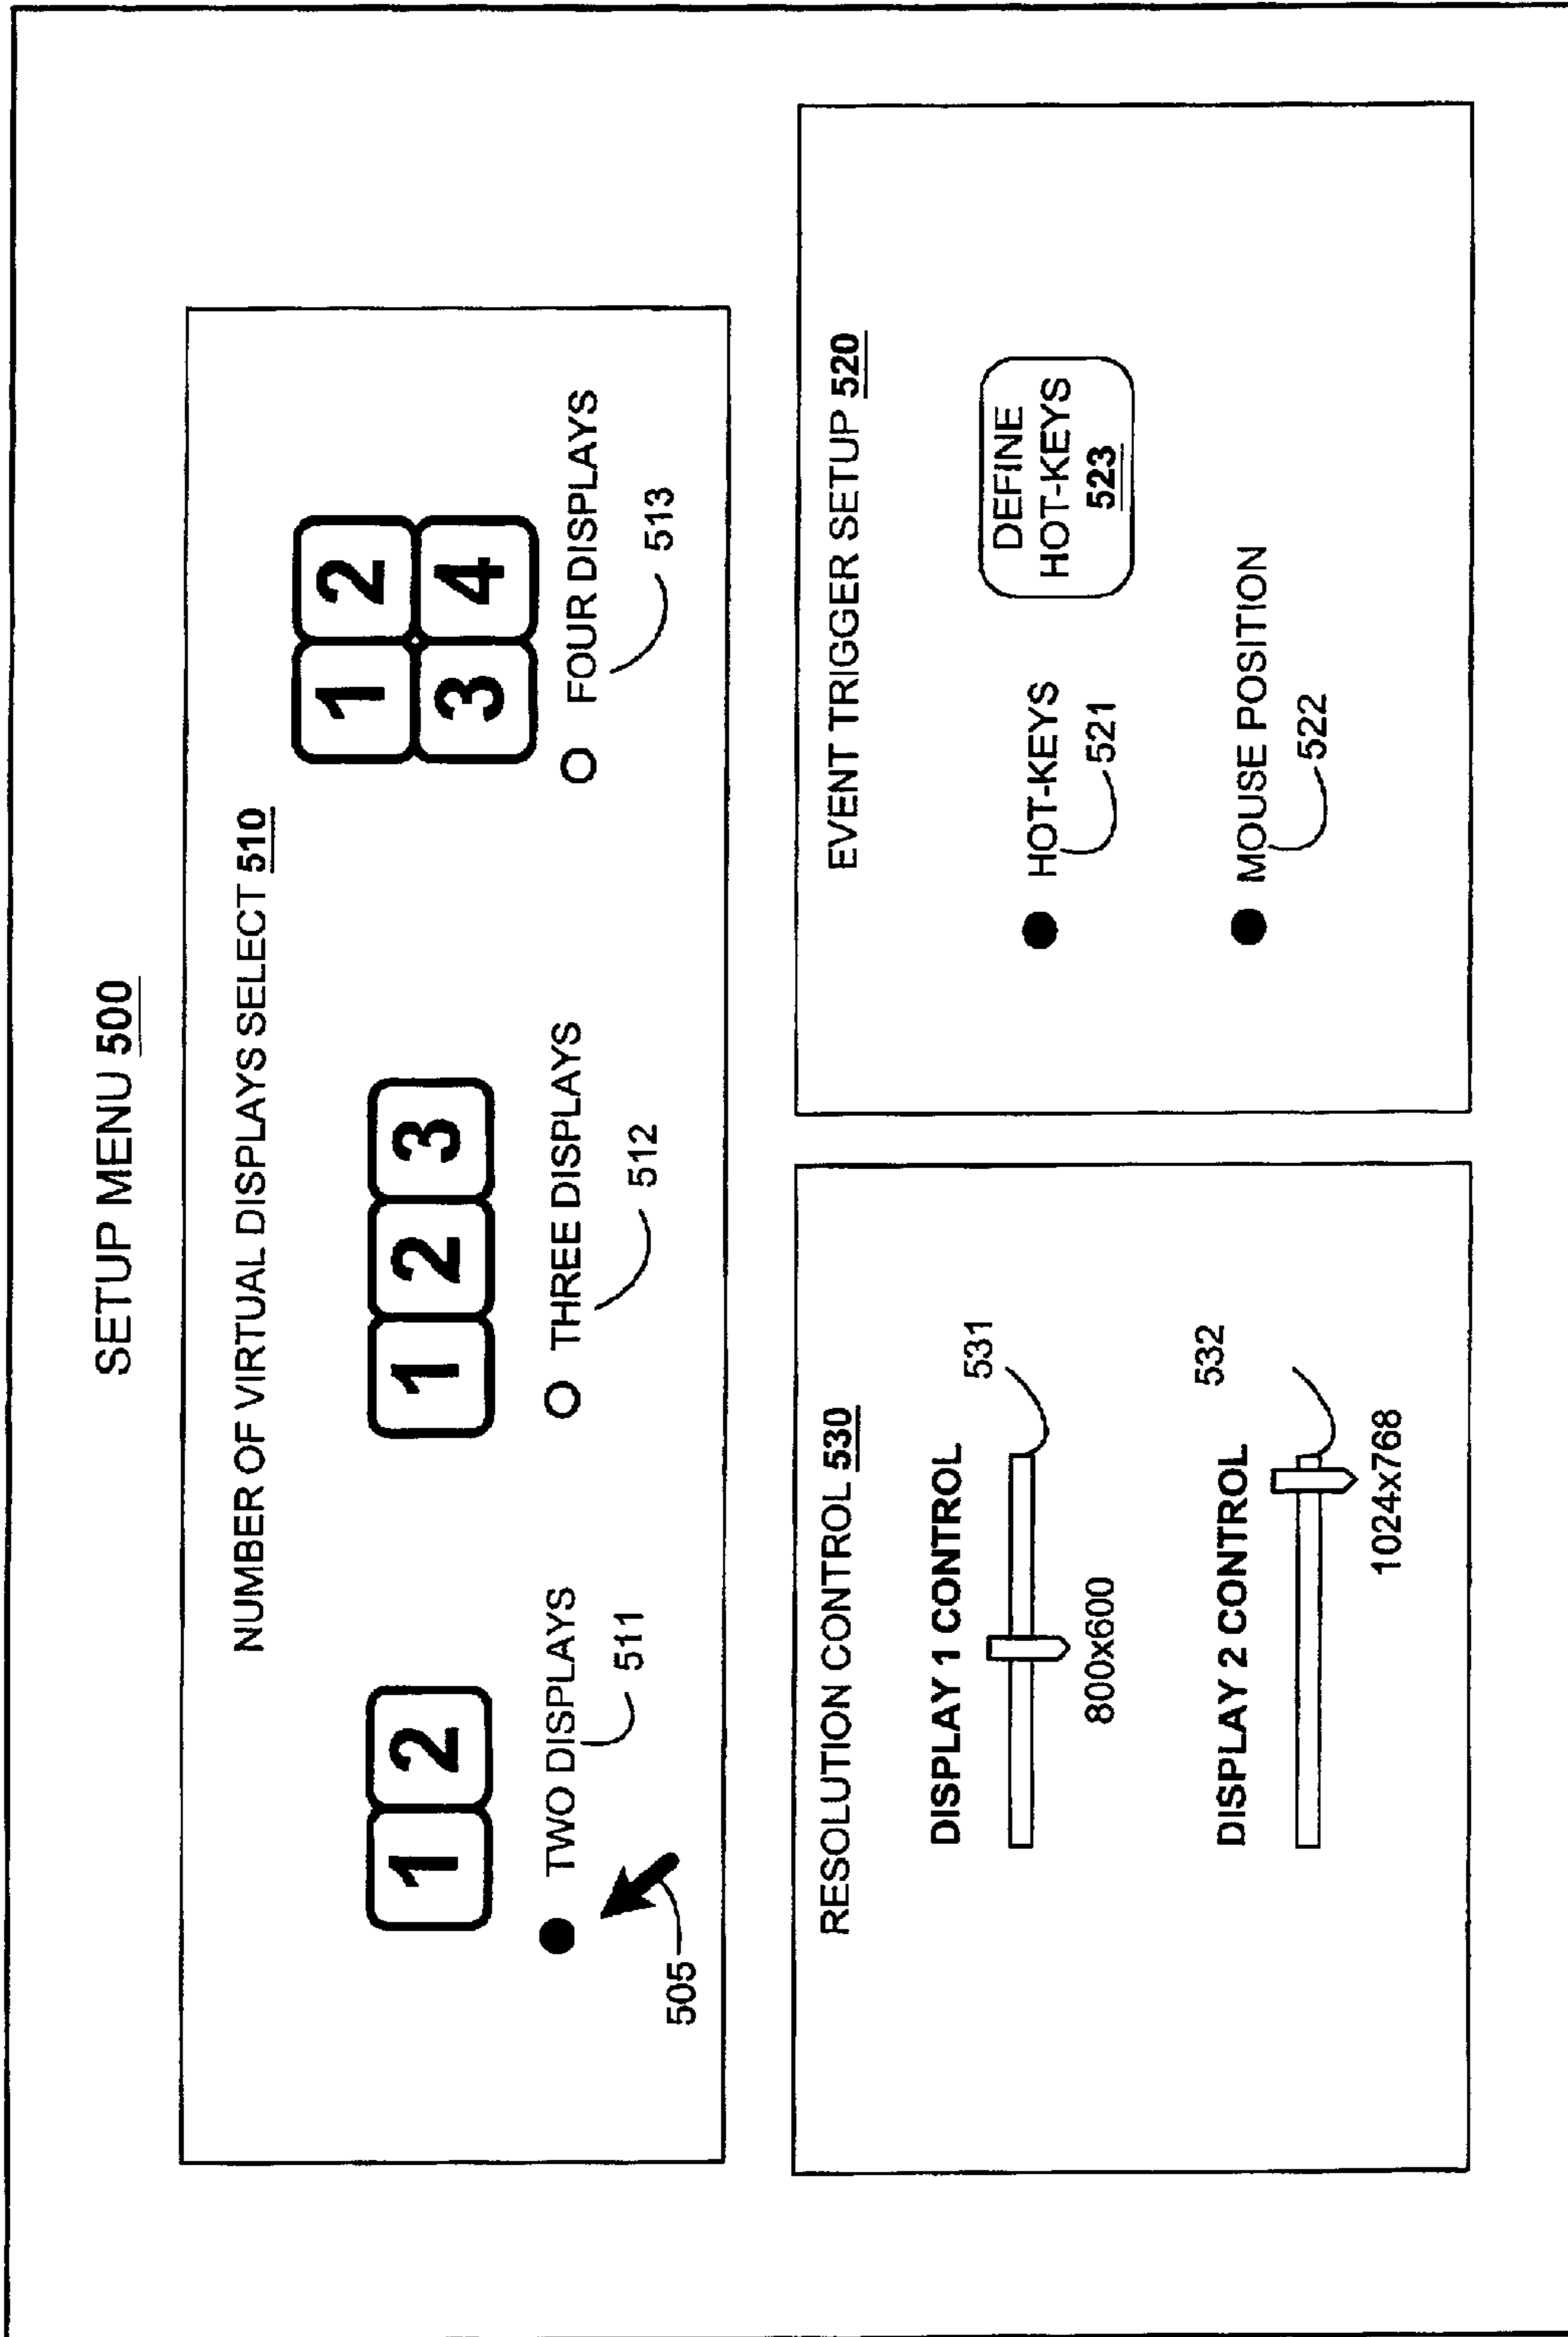 SETUP MENU 500
NUMBER OF VIRTUAL DISPLAYS SELECT 510
1 2
TWO DISPLAYS
511
505
1 2 3
THREE DISPLAYS
512
1 2
3 4
FOUR DISPLAYS
513
RESOLUTION CONTROL 530
DISPLAY 1 CONTROL
531
800x600
DISPLAY 2 CONTROL
532
1024x768
EVENT TRIGGER SETUP 520
HOT-KEYS
521
DEFINE
HOT-KEYS
523
MOUSE POSITION
522